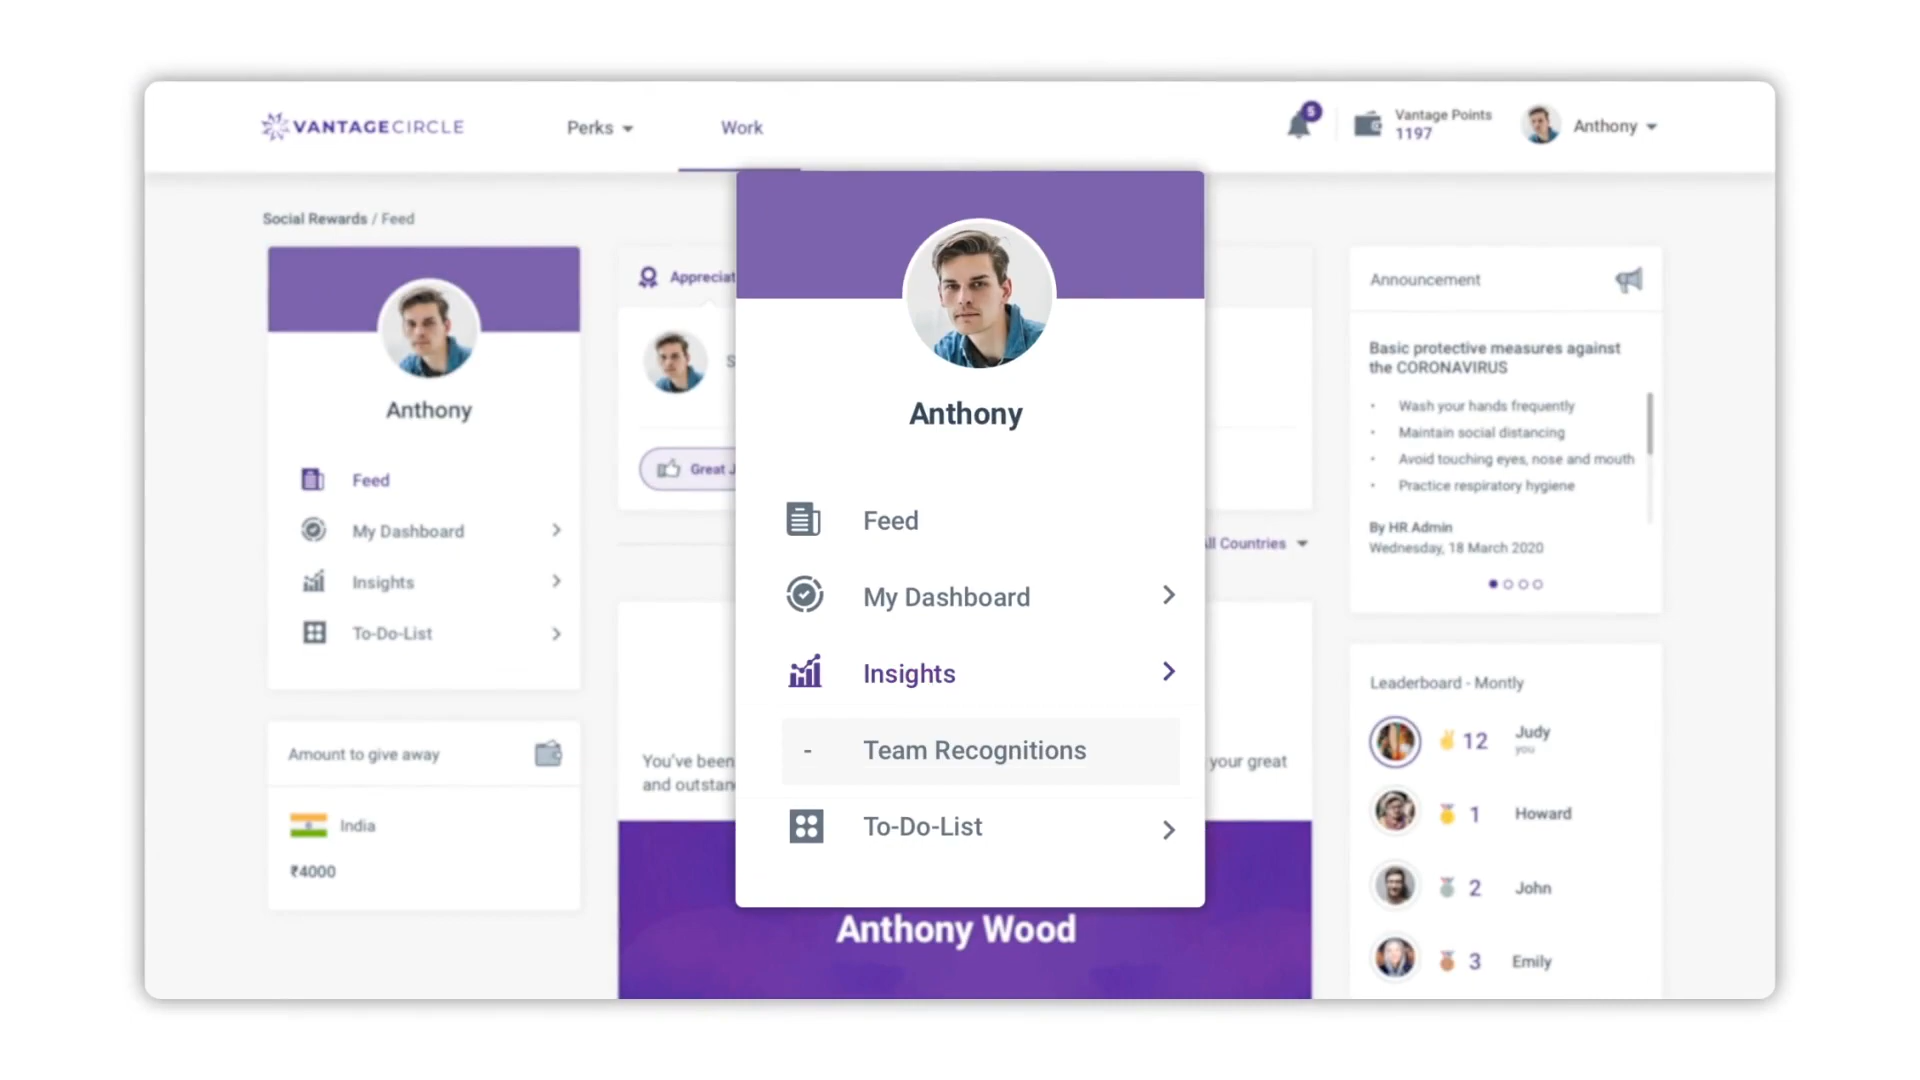 VANTAGECIRCLE
Perks
Work
5
Vantage Points
1197
Anthony
Social Rewards / Feed
Anthony
Feed
My Dashboard
Insights
To-Do-List
Amount to give away
India
₹4000
Great
You've been
and outstan
your great
All Countries
Anthony Wood
Anthony
Feed
My Dashboard
Insights
- Team Recognitions
To-Do-List
Announcement
Basic protective measures against
the CORONAVIRUS
• Wash your hands frequently
• Maintain social distancing
• Avoid touching eyes, nose and mouth
• Practice respiratory hygiene
By HR Admin
Wednesday, 18 March 2020
Leaderboard - Montly
12 Judy
you
1 Howard
2 John
3 Emily